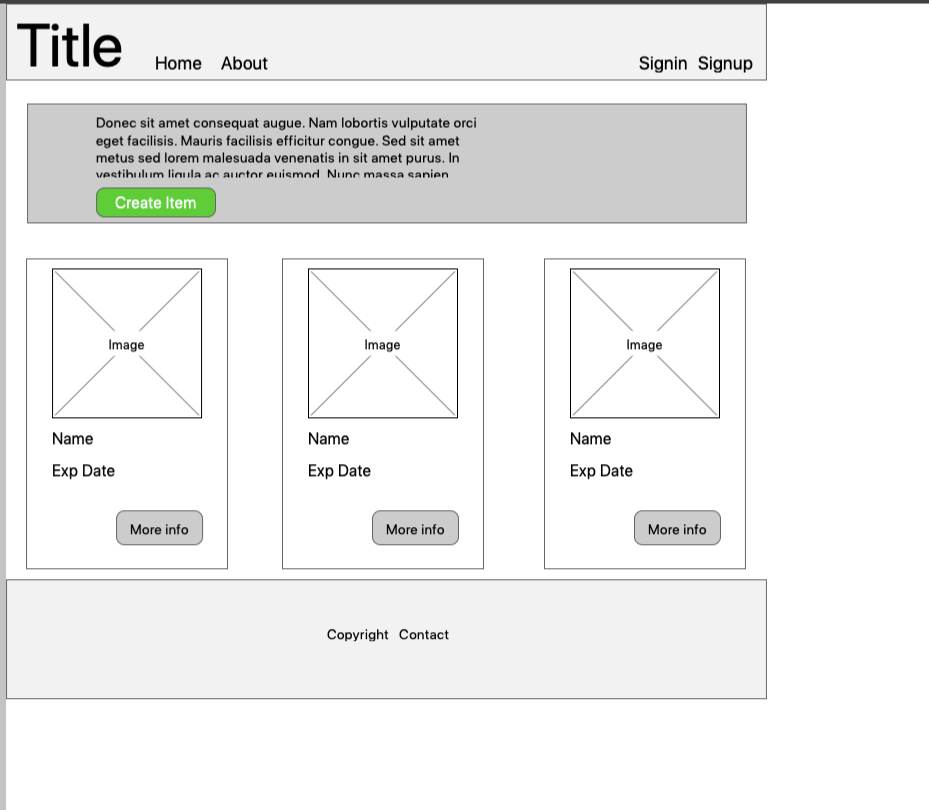 Title
Home About
Signin Signup
Donec sit amet consequat augue. Nam lobortis vulputate orci
eget facilisis. Mauris facilisis efficitur congue. Sed sit amet
metus sed lorem malesuada venenatis in sit amet purus. In
vestibulum ligula ac auctor euismod. Nunc massa sapien
Create Item
Image
Name
Exp Date
More info
Image
Name
Exp Date
More info
Image
Name
Exp Date
More info
Copyright Contact